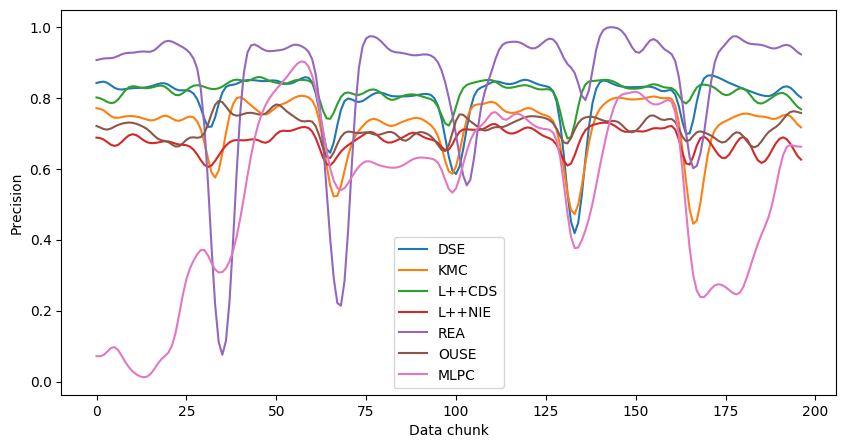 1.0
0.8
0.6
0.4
0.2
0.0
Precision
DSE
KMC
L++CDS
L++NIE
REA
OUSE
MLPC
0 25 50 75 100 125 150 175 200
Data chunk